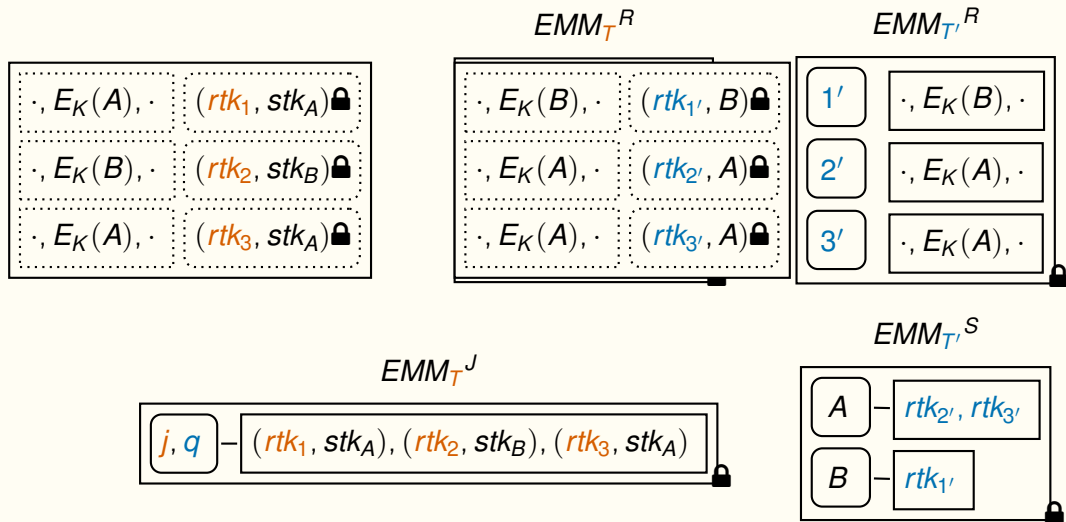 EMM_T^R EMM_T′^R
·, E_K(A), · (rtk_1, stk_A) ·, E_K(B), · (rtk_1′, B) 1′ ·, E_K(B), ·
·, E_K(B), · (rtk_2, stk_B) ·, E_K(A), · (rtk_2′, A) 2′ ·, E_K(A), ·
·, E_K(A), · (rtk_3, stk_A) ·, E_K(A), · (rtk_3′, A) 3′ ·, E_K(A), ·
EMM_T^J
j, q – (rtk_1, stk_A), (rtk_2, stk_B), (rtk_3, stk_A)
EMM_T′^S
A – rtk_2′, rtk_3′
B – rtk_1′